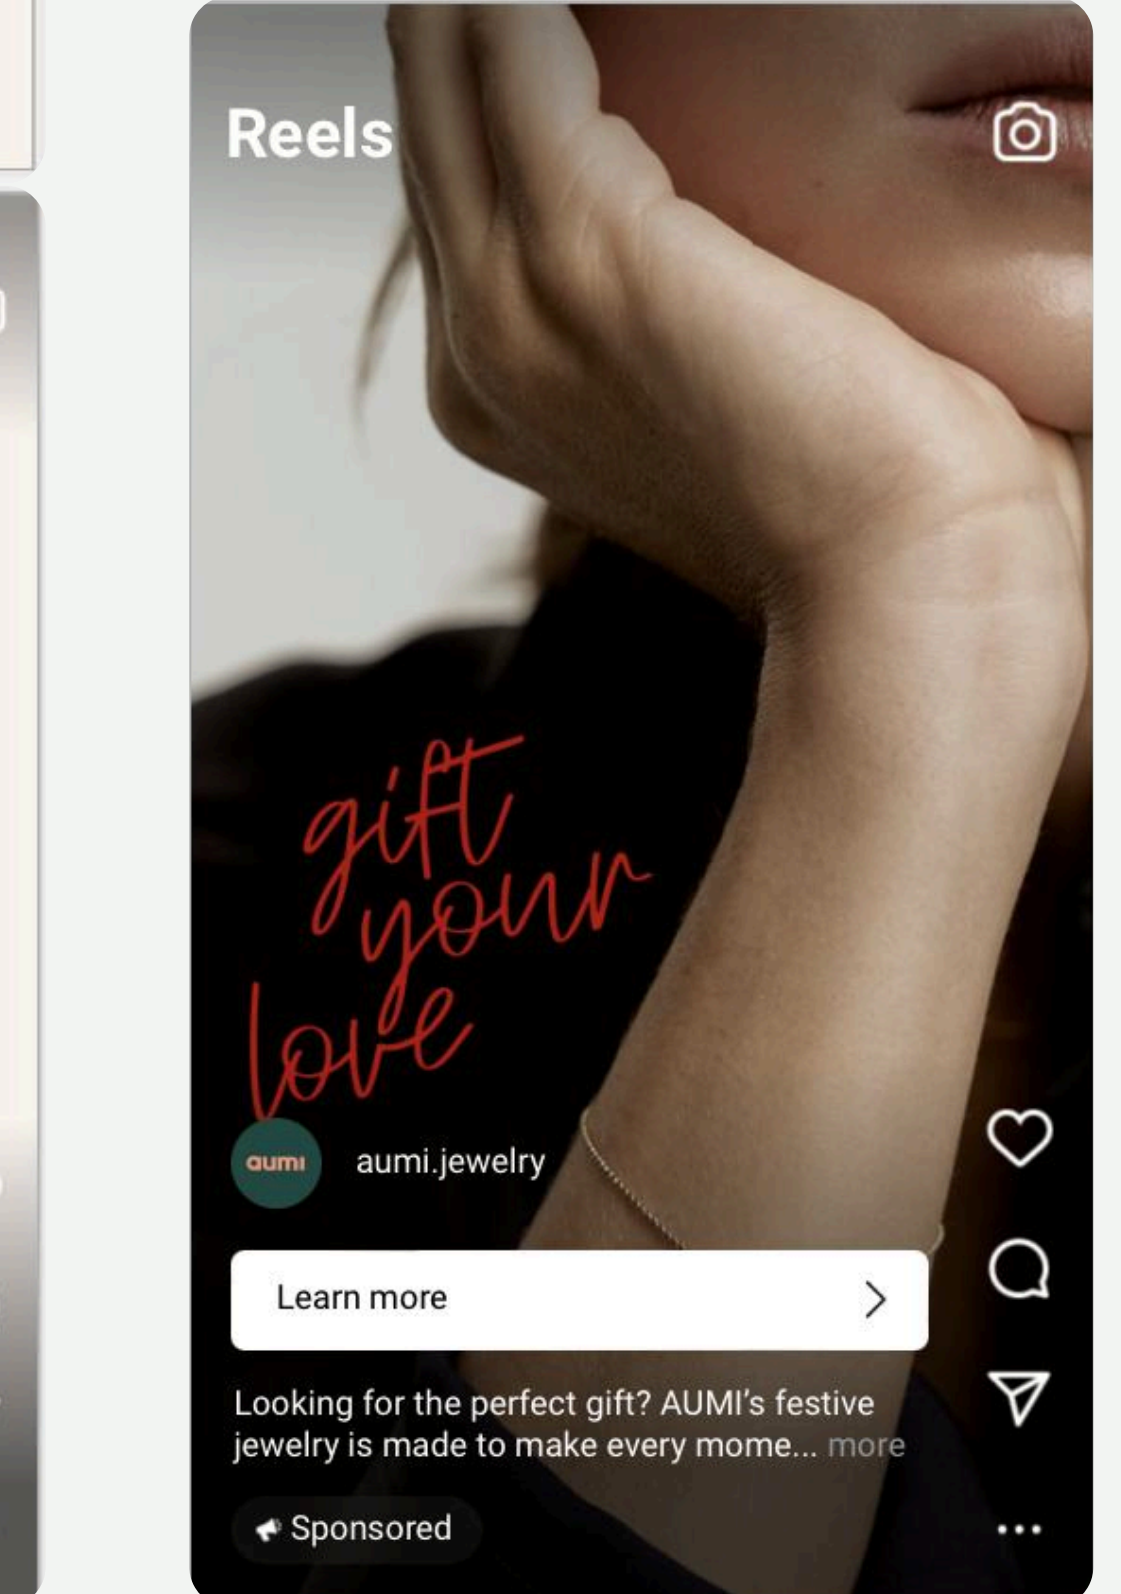 Reels
gift
your
love
aumi aumi.jewelry
Learn more
Looking for the perfect gift? AUMI's festive
jewelry is made to make every mome... more
Sponsored